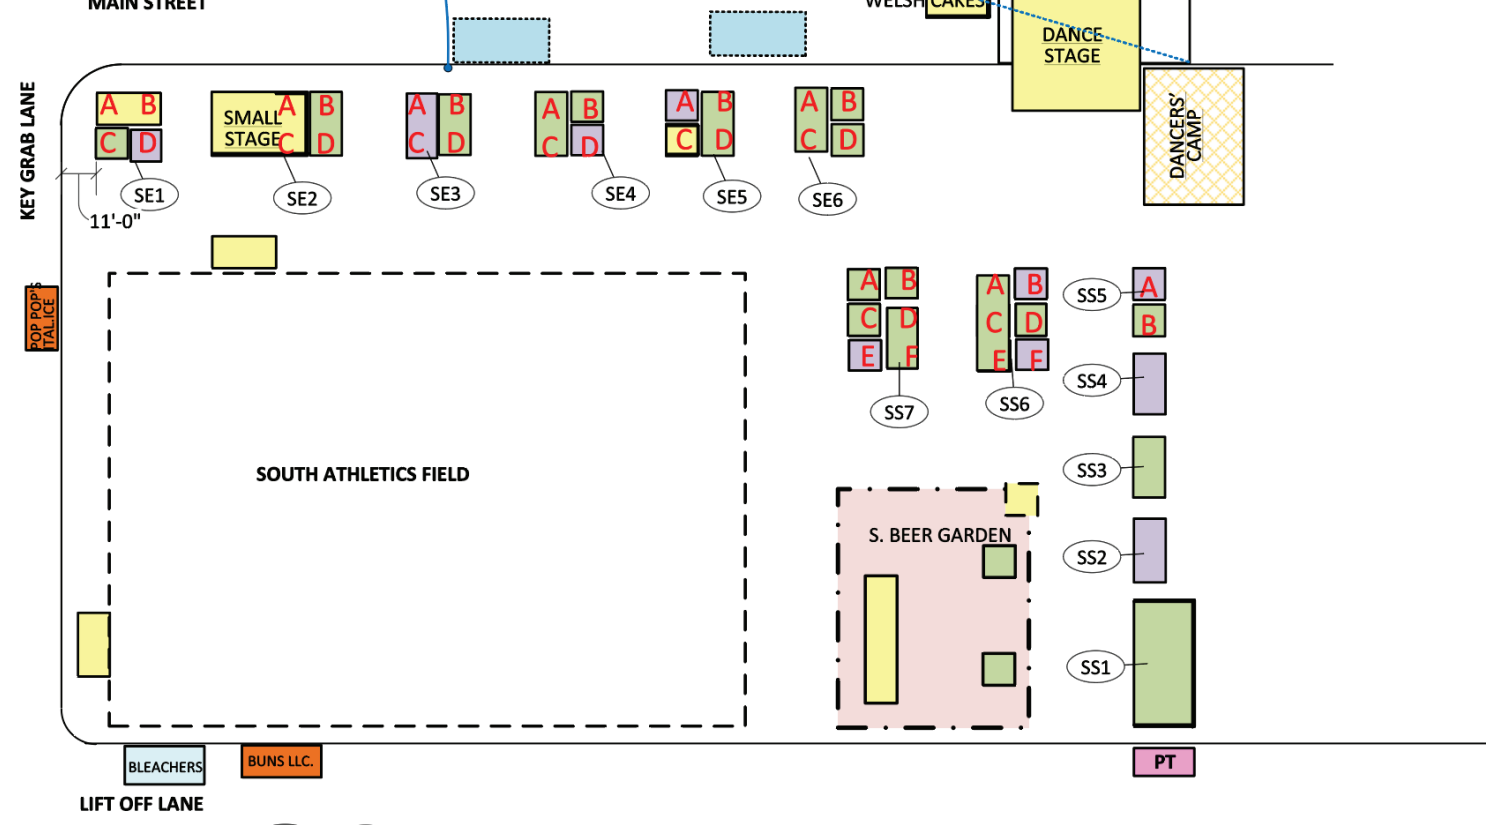 MAIN STREET
WELSH CAKES
DANCE
STAGE
KEY GRAB LANE
A B
C D
SE1
11'-0"
SMALL
STAGE
A B
C D
SE2
A B
C D
SE3
A B
C D
SE4
A B
C D
SE5
A B
C D
SE6
DANCERS'
CAMP
POP POP'S
ITAL.ICE
A B
C D
E F
SS7
A B
C D
E F
SS6
SS5
A
B
SS4
SS3
SS2
SS1
SOUTH ATHLETICS FIELD
S. BEER GARDEN
BLEACHERS
BUNS LLC.
PT
LIFT OFF LANE